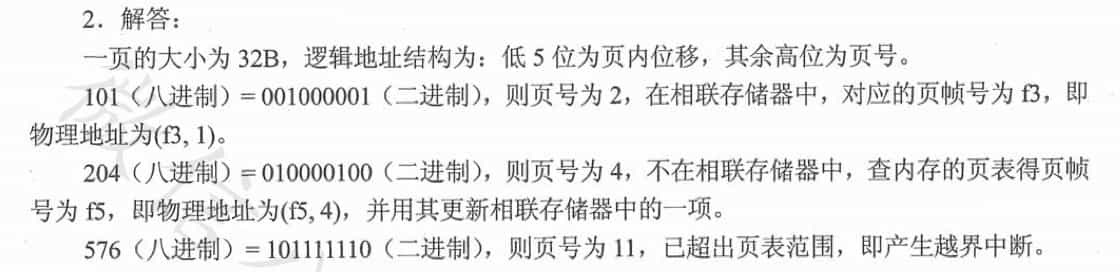 2．解答：
一页的大小为 32B，逻辑地址结构为：低 5 位为页内位移，其余高位为页号。
101（八进制）= 001000001（二进制），则页号为 2，在相联存储器中，对应的页帧号为 f3，即
物理地址为(f3, 1)。
204（八进制）= 010000100（二进制），则页号为 4，不在相联存储器中，查内存的页表得页帧
号为 f5，即物理地址为(f5, 4)，并用其更新相联存储器中的一项。
576（八进制）= 101111110（二进制），则页号为 11，已超出页表范围，即产生越界中断。